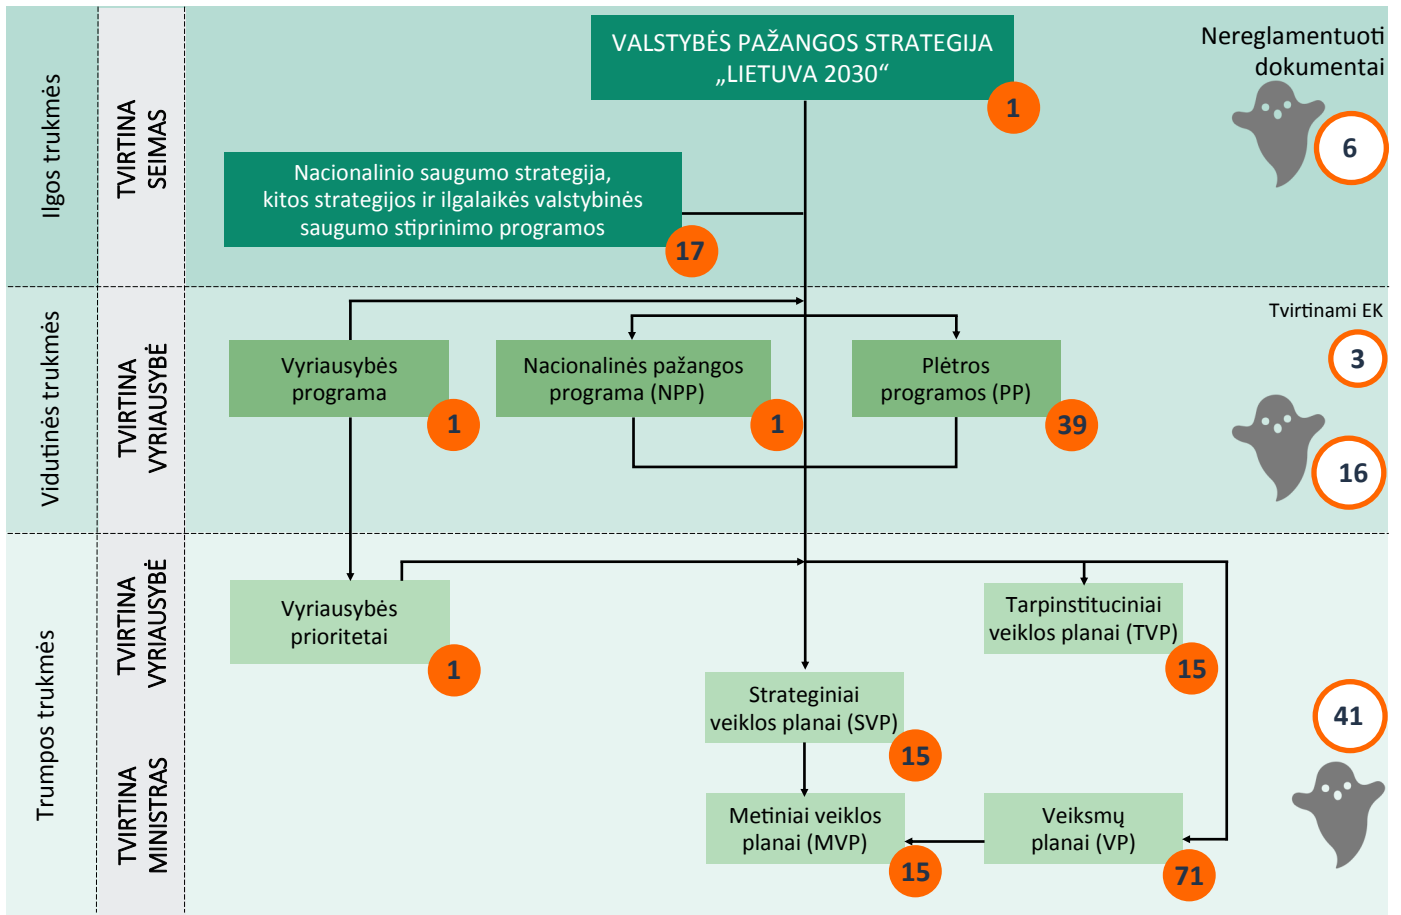 VALSTYBĖS PAŽANGOS STRATEGIJA
„LIETUVA 2030“
1
Nereglamentuoti
dokumentai
6
Ilgos trukmės
TVIRTINA
SEIMAS
Nacionalinio saugumo strategija,
kitos strategijos ir ilgalaikės valstybinės
saugumo stiprinimo programos
17
Vidutinės trukmės
TVIRTINA
VYRIAUSYBĖ
Vyriausybės
programa
1
Nacionalinės pažangos
programa (NPP)
1
Plėtros
programos (PP)
39
Tvirtinami EK
3
16
Trumpos trukmės
TVIRTINA
VYRIAUSYBĖ
Vyriausybės
prioritetai
1
Tarpinstituciniai
veiklos planai (TVP)
15
Strateginiai
veiklos planai (SVP)
15
41
TVIRTINA
MINISTRAS
Metiniai veiklos
planai (MVP)
15
Veiksmų
planai (VP)
71